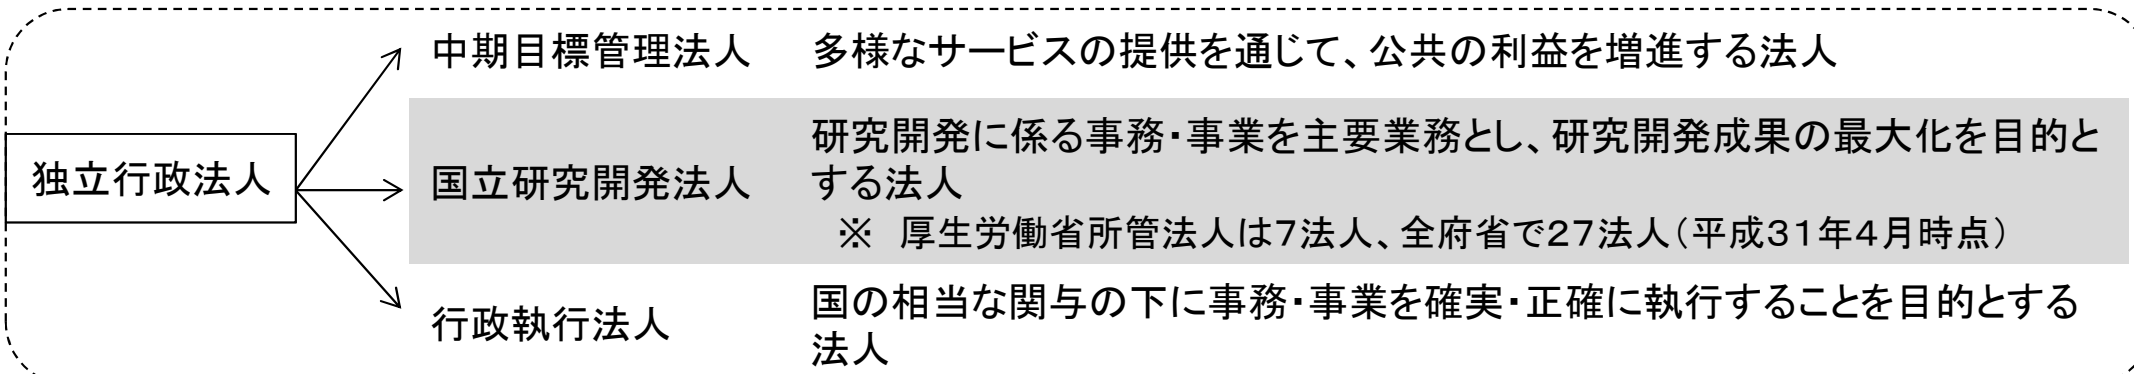 中期目標管理法人 多様なサービスの提供を通じて、公共の利益を増進する法人
独立行政法人
国立研究開発法人
研究開発に係る事務・事業を主要業務とし、研究開発成果の最大化を目的と
する法人
※ 厚生労働省所管法人は7法人、全府省で27法人(平成31年4月時点)
行政執行法人
国の相当な関与の下に事務・事業を確実・正確に執行することを目的とする
法人